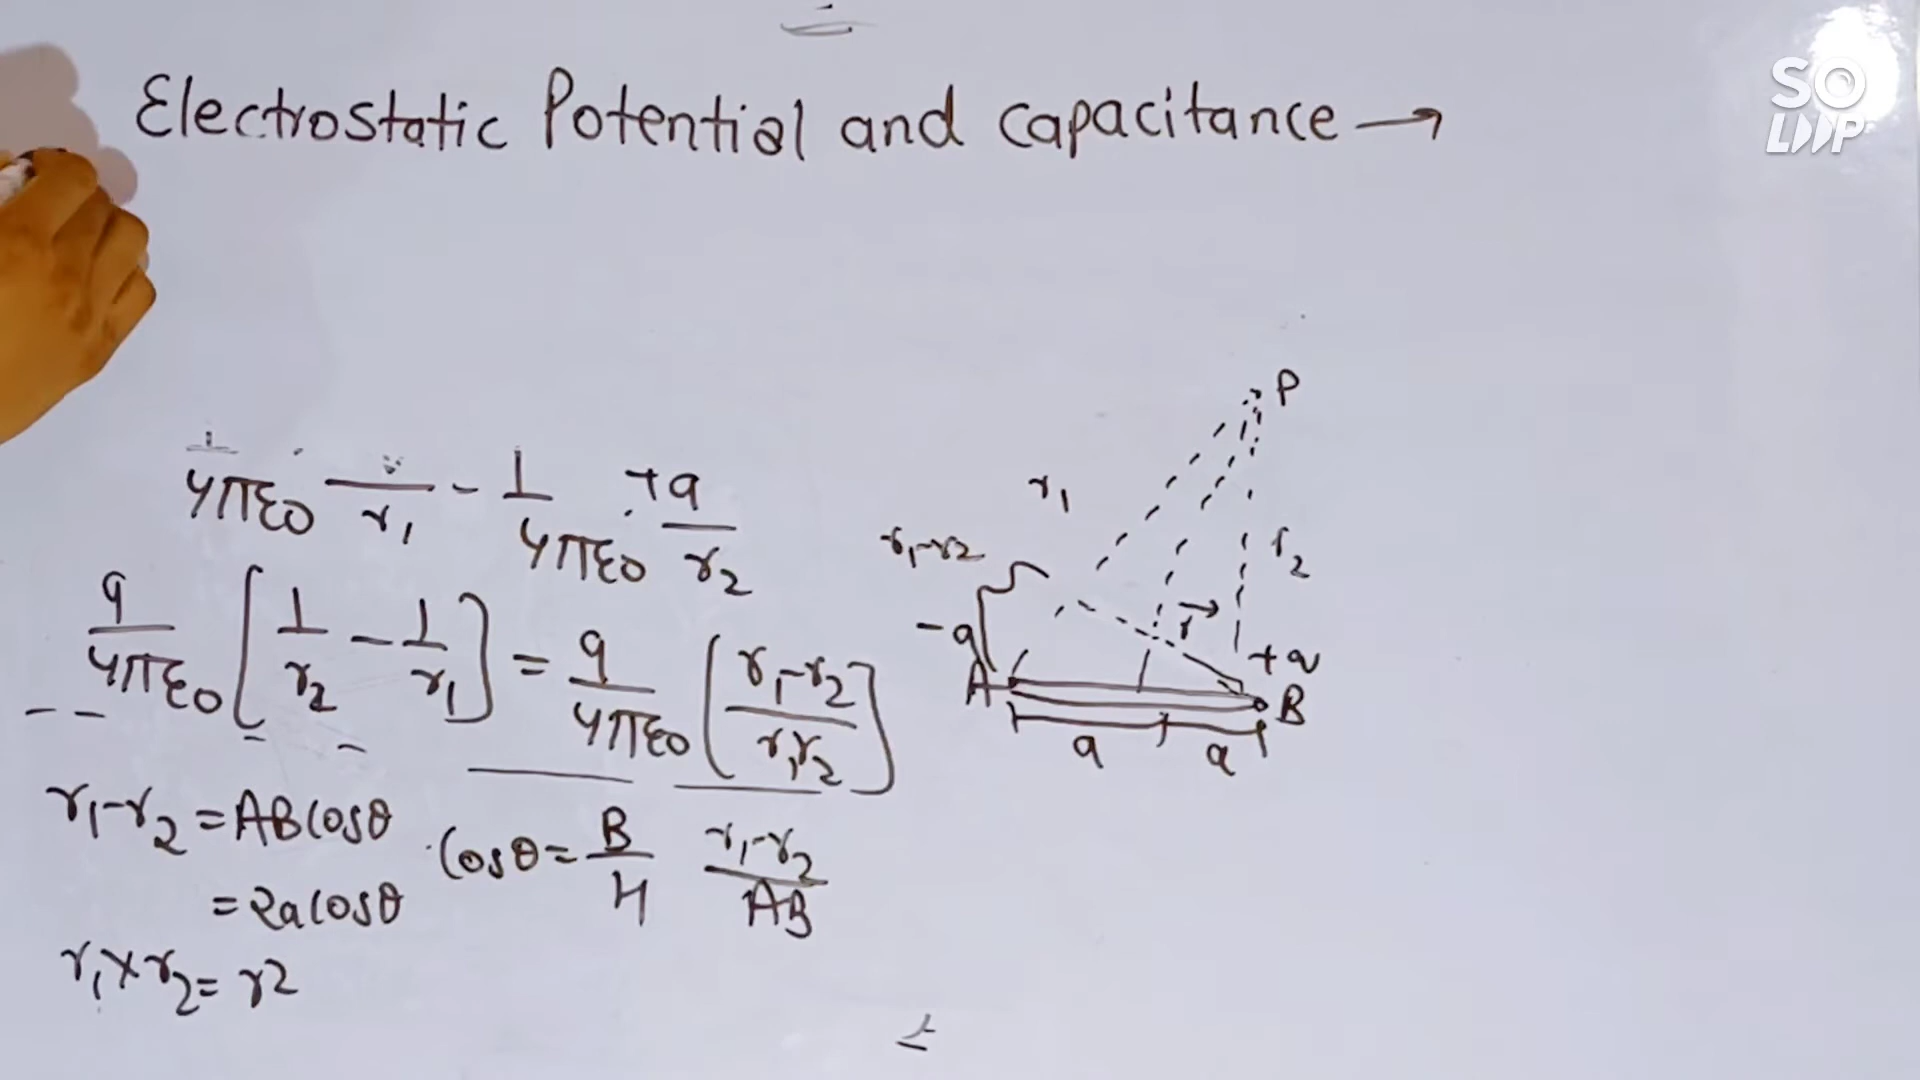 Electrostatic Potential and capacitance →
SO
LOOP
1/4πε0 /r1 - 1/4πε0 +q/r2
q/4πε0 [1/r2 - 1/r1] = q/4πε0 (r1-r2/r1r2]
r1-r2 = ABcosθ
Cosθ = B/H r1-r2/AB
= 2acosθ
r1×r2 = r2
P
r1
r1-r2
r2
r→
-q
+q
A
B
a
a